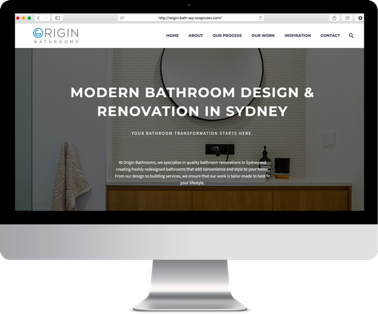 http://origin-bath-wp.ozapcdev.com/
ORIGIN
BATHROOMS
HOME ABOUT OUR PROCESS OUR WORK INSPIRATION CONTACT
MODERN BATHROOM DESIGN &
RENOVATION IN SYDNEY
YOUR BATHROOM TRANSFORMATION STARTS HERE.
At Origin Bathrooms, we specialise in quality bathroom renovations in Sydney and
creating freshly redesigned bathrooms that add convenience and style to your home.
From our design to building services, we ensure that our work is tailor-made to best fit
your lifestyle.